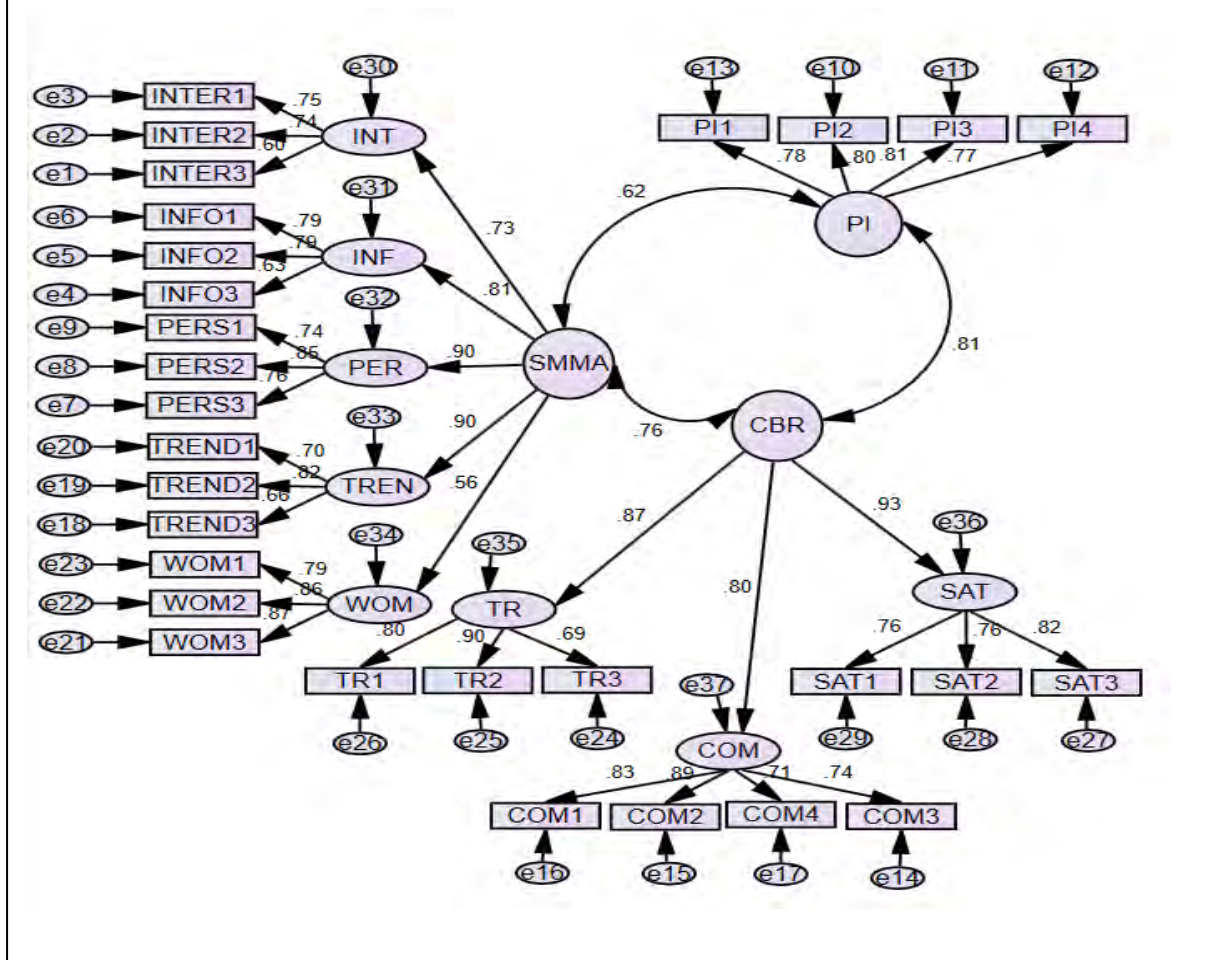 e30
e13 e10 e11 e12
e3 INTER1 .75
PI1 PI2 PI3 PI4
e2 INTER2 .74 INT
.60
.78 .80 .81 .77
e1 INTER3
e31
.62
e6 INFO1 .79
PI
.73
e5 INFO2 .79 INF
.63
e4 INFO3 .81
e32
e9 PERS1 .74
.81
e8 PERS2 .85 PER .90 SMMA
.76
e7 PERS3
e33
.90 .76 CBR
e20 TREND1 .70
e19 TREND2 .82 TREN .56
.66
.93
e18 TREND3
.87
e36
e34 e35
e23 WOM1 .79
.80
SAT
e22 WOM2 .86 WOM TR
.87
.80 .90 .69
.76 .76 .82
e21 WOM3
TR1 TR2 TR3 e37 SAT1 SAT2 SAT3
e26 e25 e24 e29 e28 e27
COM
.83 .89 .71 .74
COM1 COM2 COM4 COM3
e16 e15 e17 e14